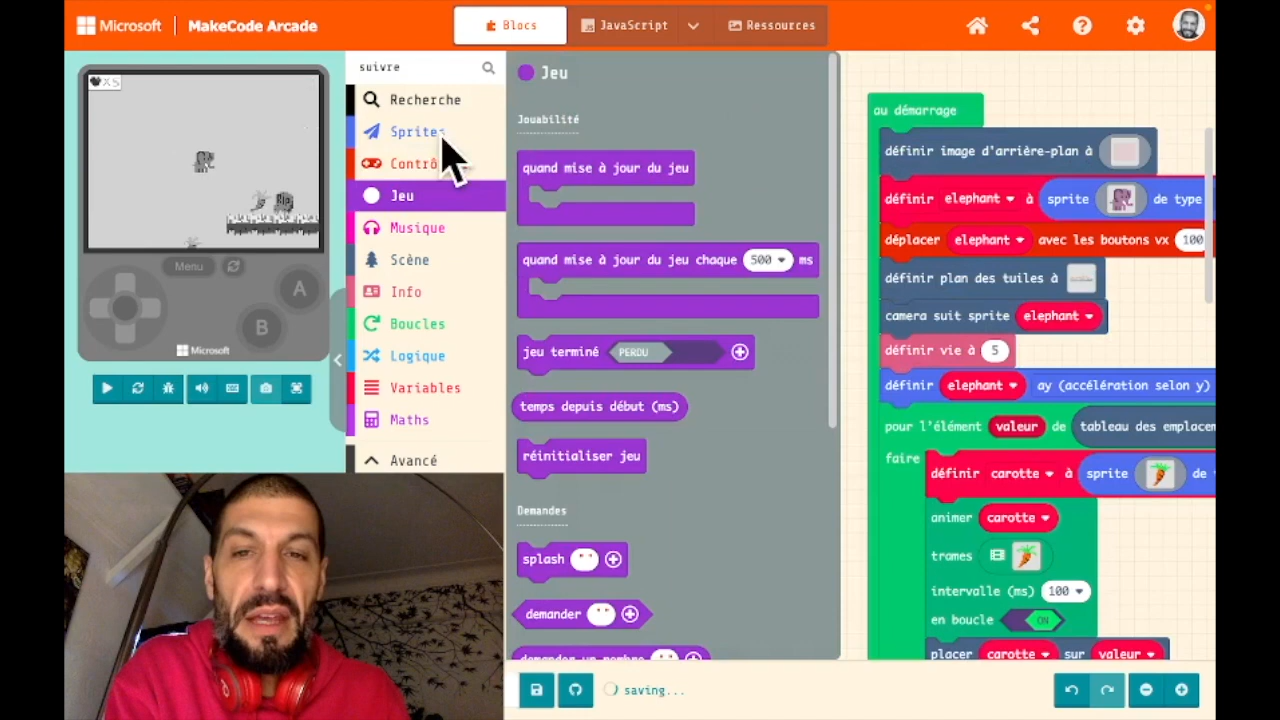 Microsoft
MakeCode Arcade
Blocs
JavaScript
Ressources
X5
Menu
A
B
Microsoft
suivre
Recherche
Sprites
Contrô
Jeu
Musique
Scène
Info
Boucles
Logique
Variables
Maths
Avancé
Jeu
Jouabilité
quand mise à jour du jeu
quand mise à jour du jeu chaque 500 ms
jeu terminé PERDU
temps depuis début (ms)
réinitialiser jeu
Demandes
splash
demander
demander un nombre
au démarrage
définir image d'arrière-plan à
définir elephant à sprite de type
déplacer elephant avec les boutons vx 100
définir plan des tuiles à
camera suit sprite elephant
définir vie à 5
définir elephant ay (accélération selon y)
pour l'élément valeur de tableau des emplacem
faire
définir carotte à sprite de
animer carotte
trames
intervalle (ms) 100
en boucle ON
placer carotte sur valeur
saving...